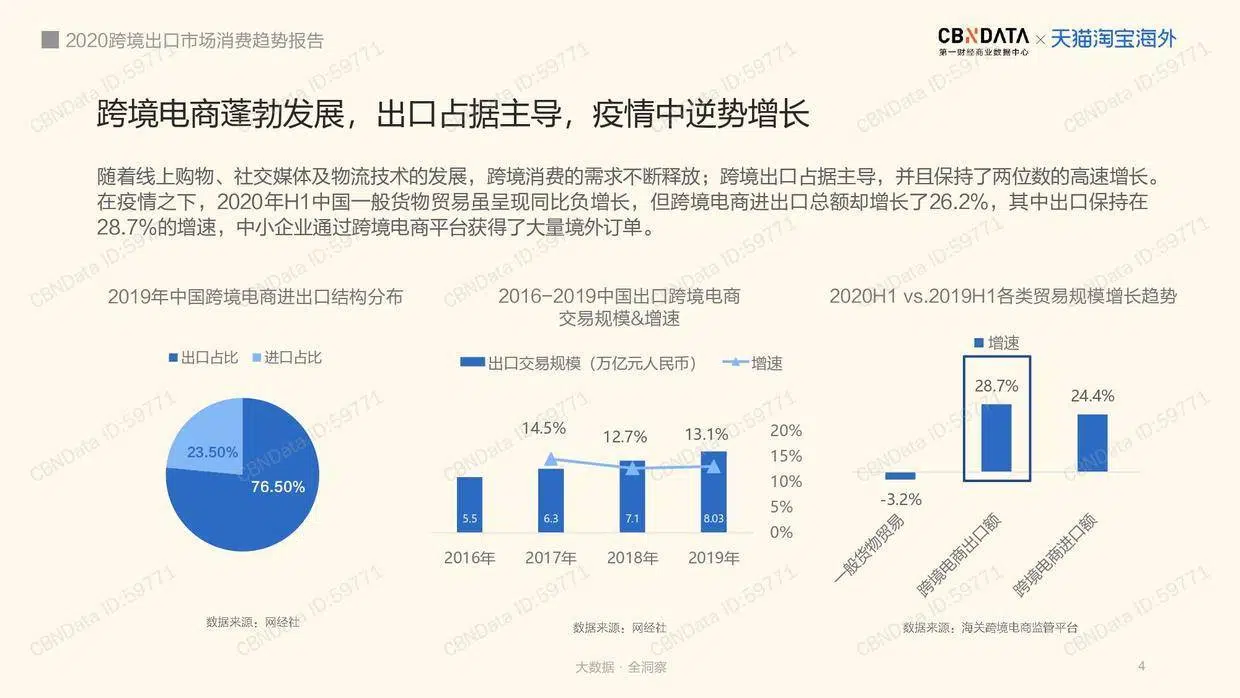 2020跨境出口市场消费趋势报告
CBNDATA × 天猫淘宝海外
第一财经商业数据中心
跨境电商蓬勃发展，出口占据主导，疫情中逆势增长
随着线上购物、社交媒体及物流技术的发展，跨境消费的需求不断释放；跨境出口占据主导，并且保持了两位数的高速增长。
在疫情之下，2020年H1中国一般货物贸易虽呈现同比负增长，但跨境电商进出口总额却增长了26.2%，其中出口保持在
28.7%的增速，中小企业通过跨境电商平台获得了大量境外订单。
2019年中国跨境电商进出口结构分布
出口占比 进口占比
23.50%
76.50%
数据来源：网经社
2016-2019中国出口跨境电商
交易规模&增速
出口交易规模（万亿元人民币） 增速
14.5% 12.7% 13.1%
20%
15%
10%
5%
0%
5.5 6.3 7.1 8.03
2016年 2017年 2018年 2019年
数据来源：网经社
2020H1 vs.2019H1各类贸易规模增长趋势
增速
28.7%
24.4%
-3.2%
一般货物贸易
跨境电商出口额
跨境电商进口额
数据来源：海关跨境电商监管平台
大数据 · 全洞察
4
CBNData ID:59771